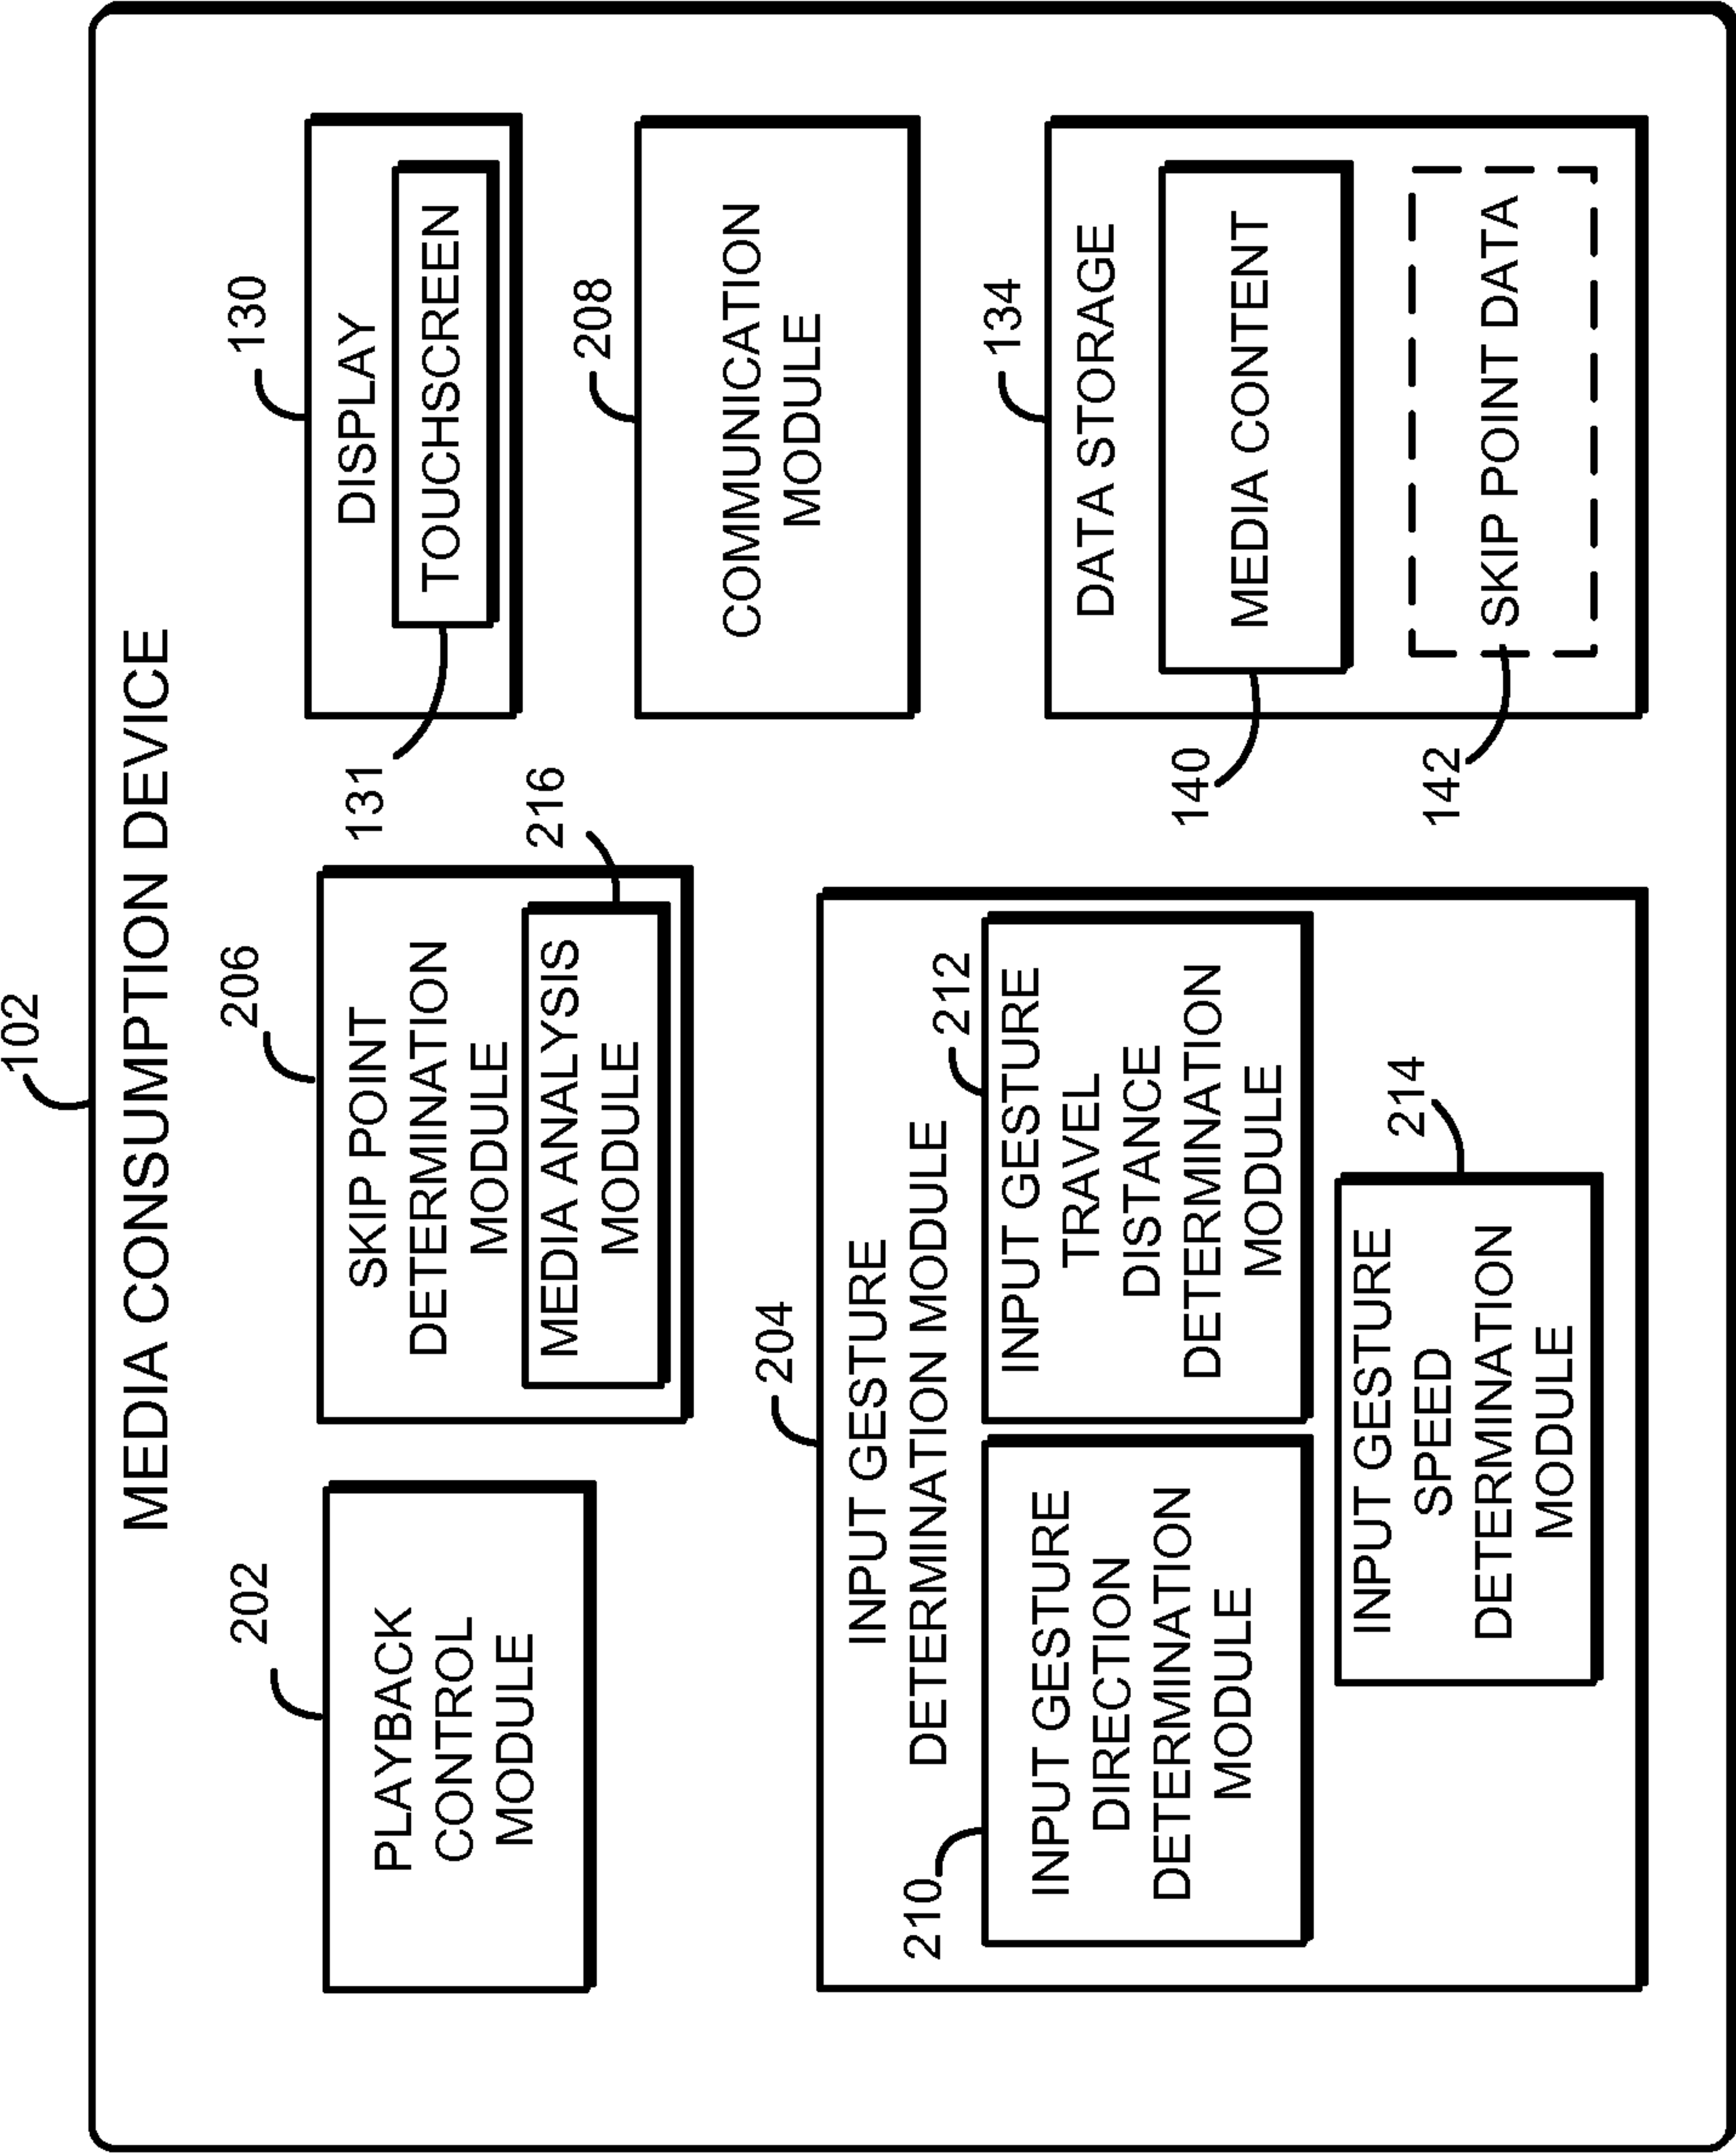 102
MEDIA CONSUMPTION DEVICE
202
PLAYBACK
CONTROL
MODULE
206
SKIP POINT
DETERMINATION
MODULE
MEDIA ANALYSIS
MODULE
216
130
DISPLAY
TOUCHSCREEN
131
208
COMMUNICATION
MODULE
204
INPUT GESTURE
DETERMINATION MODULE
210
INPUT GESTURE
DIRECTION
DETERMINATION
MODULE
212
INPUT GESTURE
TRAVEL
DISTANCE
DETERMINATION
MODULE
214
INPUT GESTURE
SPEED
DETERMINATION
MODULE
134
DATA STORAGE
140
MEDIA CONTENT
142
SKIP POINT DATA